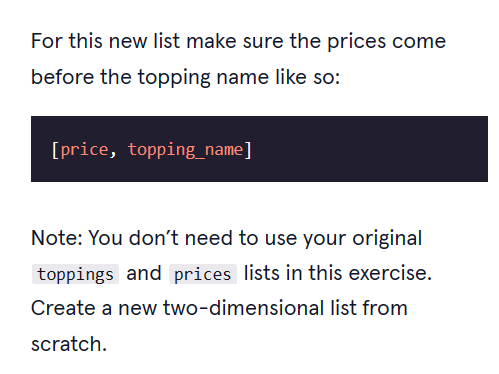 For this new list make sure the prices come
before the topping name like so:
[price, topping_name]
Note: You don’t need to use your original
toppings and prices lists in this exercise.
Create a new two-dimensional list from
scratch.